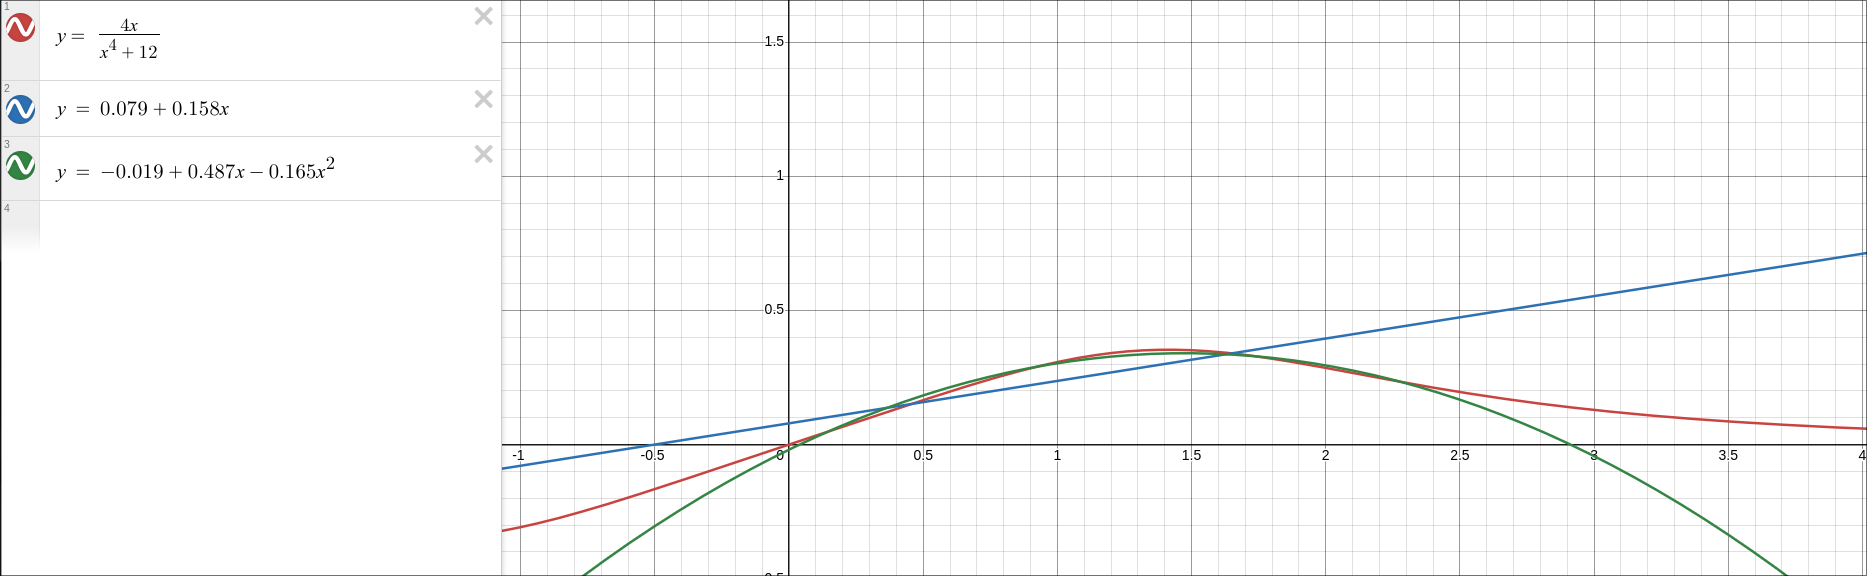 1
y = 4x / (x^4 + 12)
2
y = 0.079 + 0.158x
3
y = −0.019 + 0.487x − 0.165x^2
4
1.5
1
0.5
-1 -0.5 0 0.5 1 1.5 2 2.5 3 3.5 4